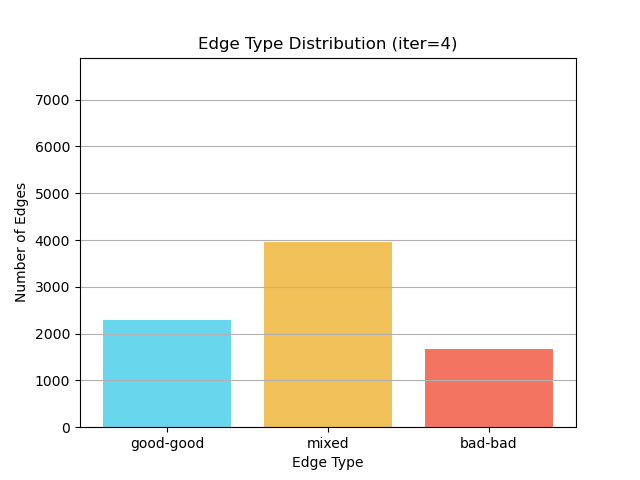 Edge Type Distribution (iter=4)
Number of Edges
7000
6000
5000
4000
3000
2000
1000
0
good-good
mixed
bad-bad
Edge Type